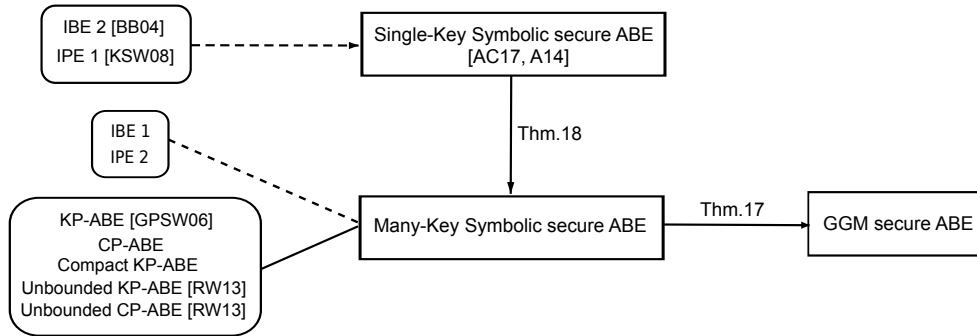 IBE 2 [BB04]
IPE 1 [KSW08]
Single-Key Symbolic secure ABE
[AC17, A14]
Thm.18
IBE 1
IPE 2
KP-ABE [GPSW06]
CP-ABE
Compact KP-ABE
Unbounded KP-ABE [RW13]
Unbounded CP-ABE [RW13]
Many-Key Symbolic secure ABE
Thm.17
GGM secure ABE